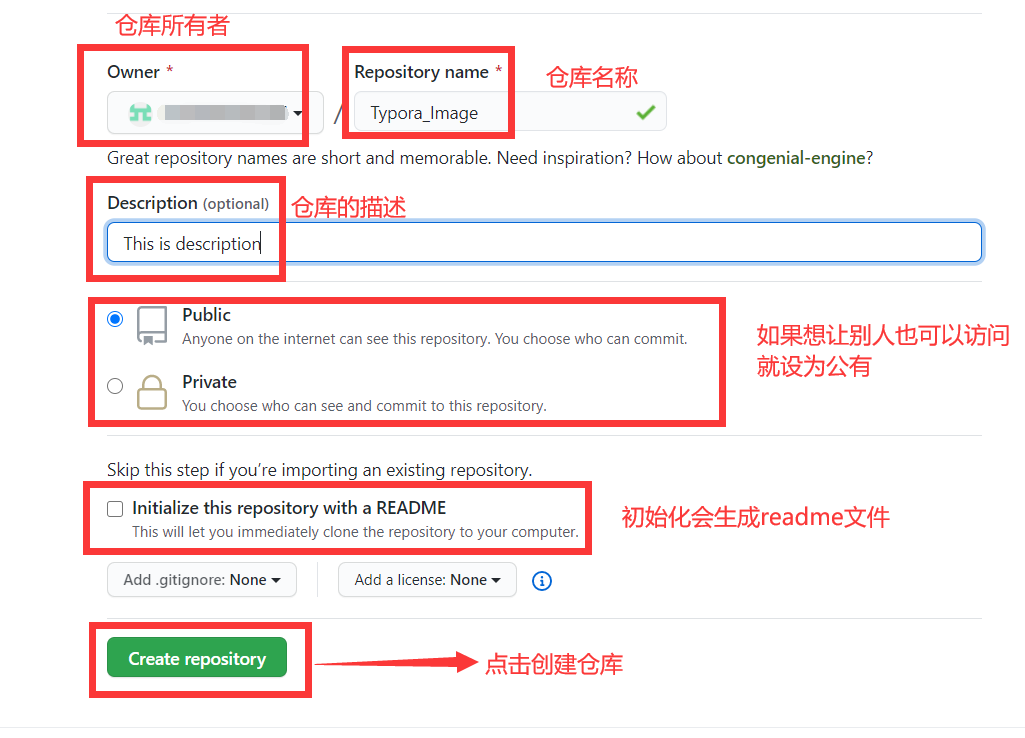 仓库所有者
Owner *
Repository name *
仓库名称
/
Typora_Image
Great repository names are short and memorable. Need inspiration? How about congenial-engine?
Description (optional)
仓库的描述
This is description
Public
Anyone on the internet can see this repository. You choose who can commit.
如果想让别人也可以访问
就设为公有
Private
You choose who can see and commit to this repository.
Skip this step if you’re importing an existing repository.
Initialize this repository with a README
This will let you immediately clone the repository to your computer.
初始化会生成readme文件
Add .gitignore: None
Add a license: None
Create repository
点击创建仓库